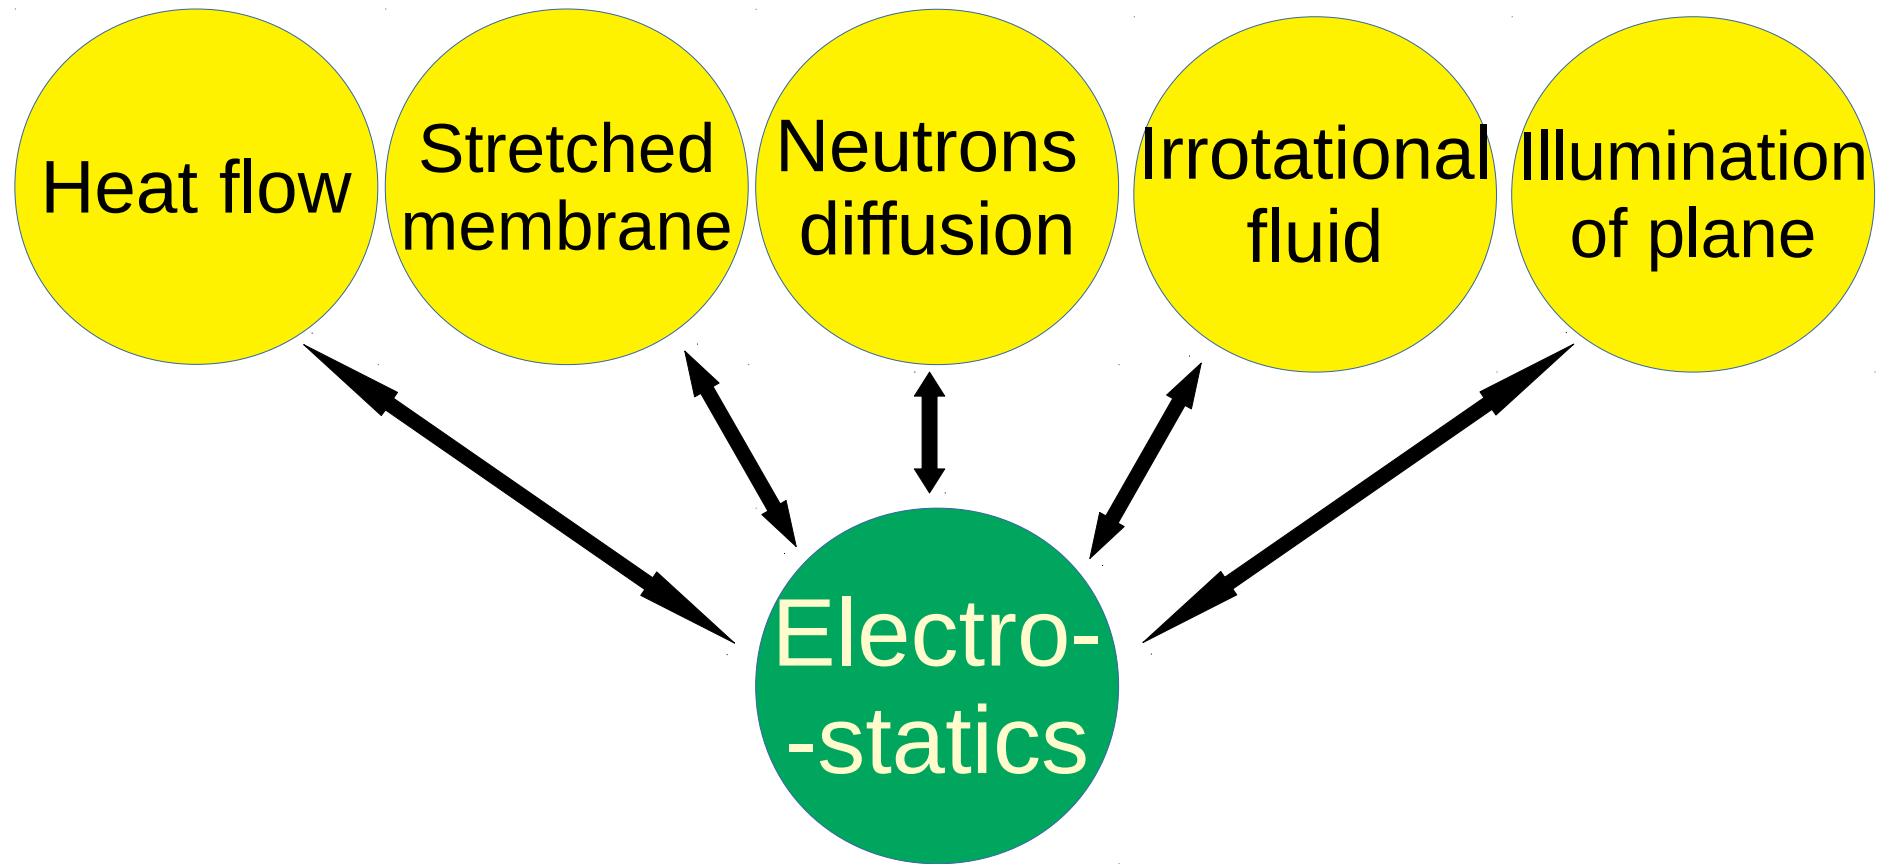 Heat flow
Stretched
membrane
Neutrons
diffusion
Irrotational
fluid
Illumination
of plane
Electro-
-statics